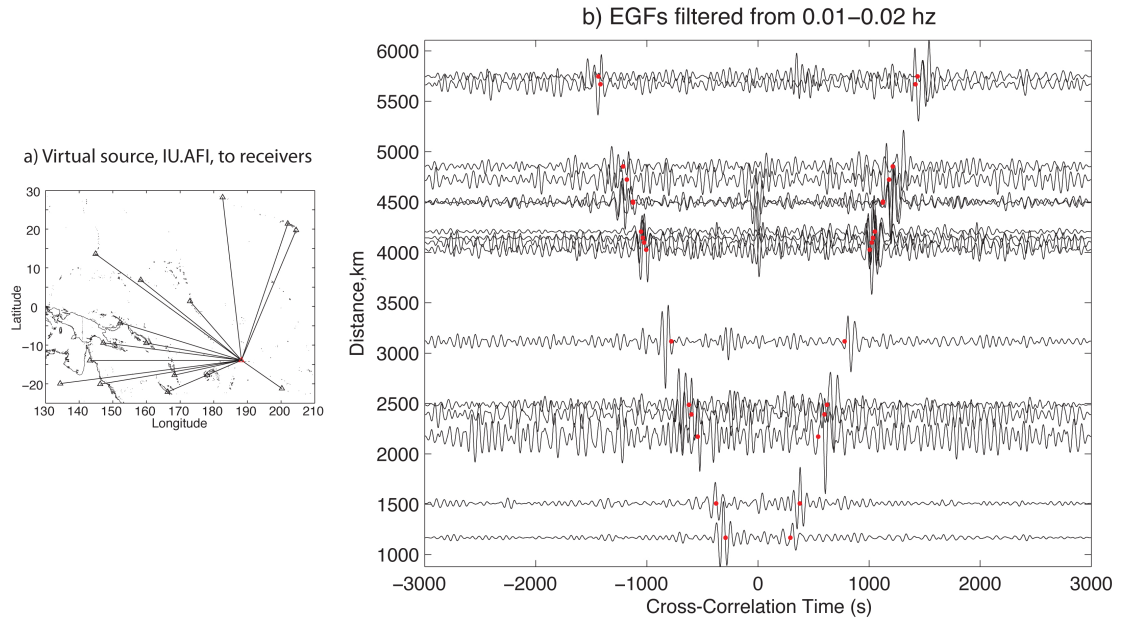 b) EGFs filtered from 0.01–0.02 hz
a) Virtual source, IU.AFI, to receivers
30
20
10
0
−10
−20
Latitude
130 140 150 160 170 180 190 200 210
Longitude
6000
5500
5000
4500
4000
3500
3000
2500
2000
1500
1000
Distance,km
−3000 −2000 −1000 0 1000 2000 3000
Cross-Correlation Time (s)